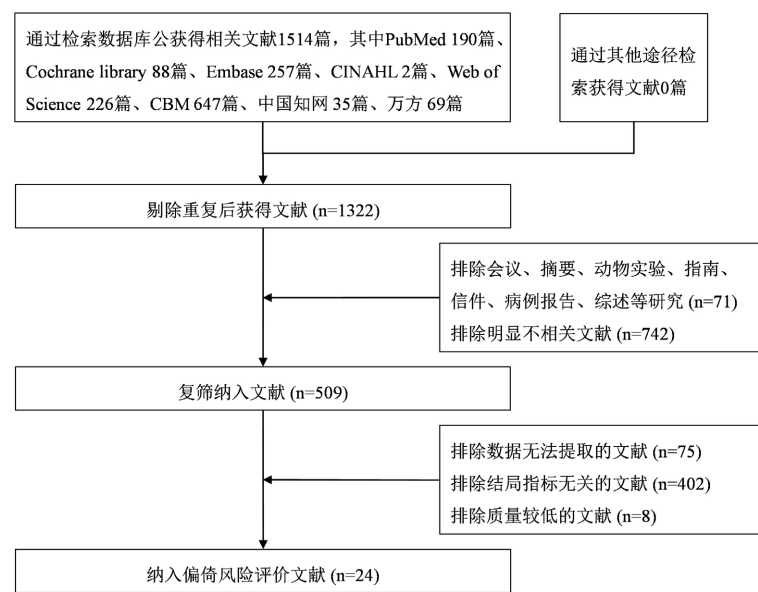 通过检索数据库公获得相关文献1514篇，其中PubMed 190篇、
Cochrane library 88篇、Embase 257篇、CINAHL 2篇、Web of
Science 226篇、CBM 647篇、中国知网 35篇、万方 69篇
通过其他途径检
索获得文献0篇
剔除重复后获得文献 (n=1322)
排除会议、摘要、动物实验、指南、
信件、病例报告、综述等研究 (n=71)
排除明显不相关文献 (n=742)
复筛纳入文献 (n=509)
排除数据无法提取的文献 (n=75)
排除结局指标无关的文献 (n=402)
排除质量较低的文献 (n=8)
纳入偏倚风险评价文献 (n=24)